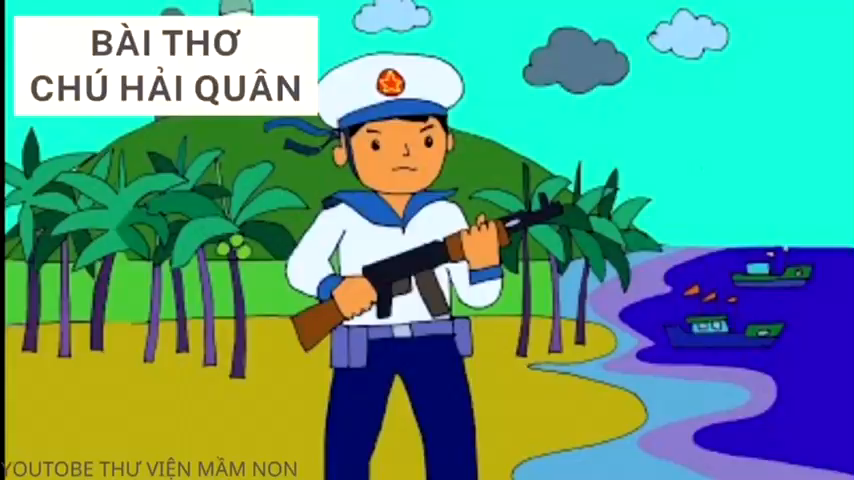 BÀI THƠ
CHÚ HẢI QUÂN
YOUTOBE THƯ VIỆN MẦM NON